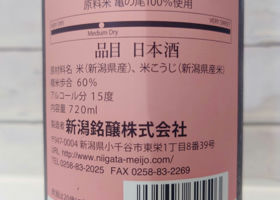 原料米 亀の尾100%使用
Medium Dry
品目 日本酒
原材料名 米(新潟県産)、米こうじ(新潟県産米)
精米歩合 60%
アルコール分 15度
内容量 720ml
製造者 新潟銘醸株式会社
〒947-0004 新潟県小千谷市東栄1丁目8番39号
URL http://www.niigata-meijo.com/
TEL 0258-83-2025 FAX 0258-83-2269